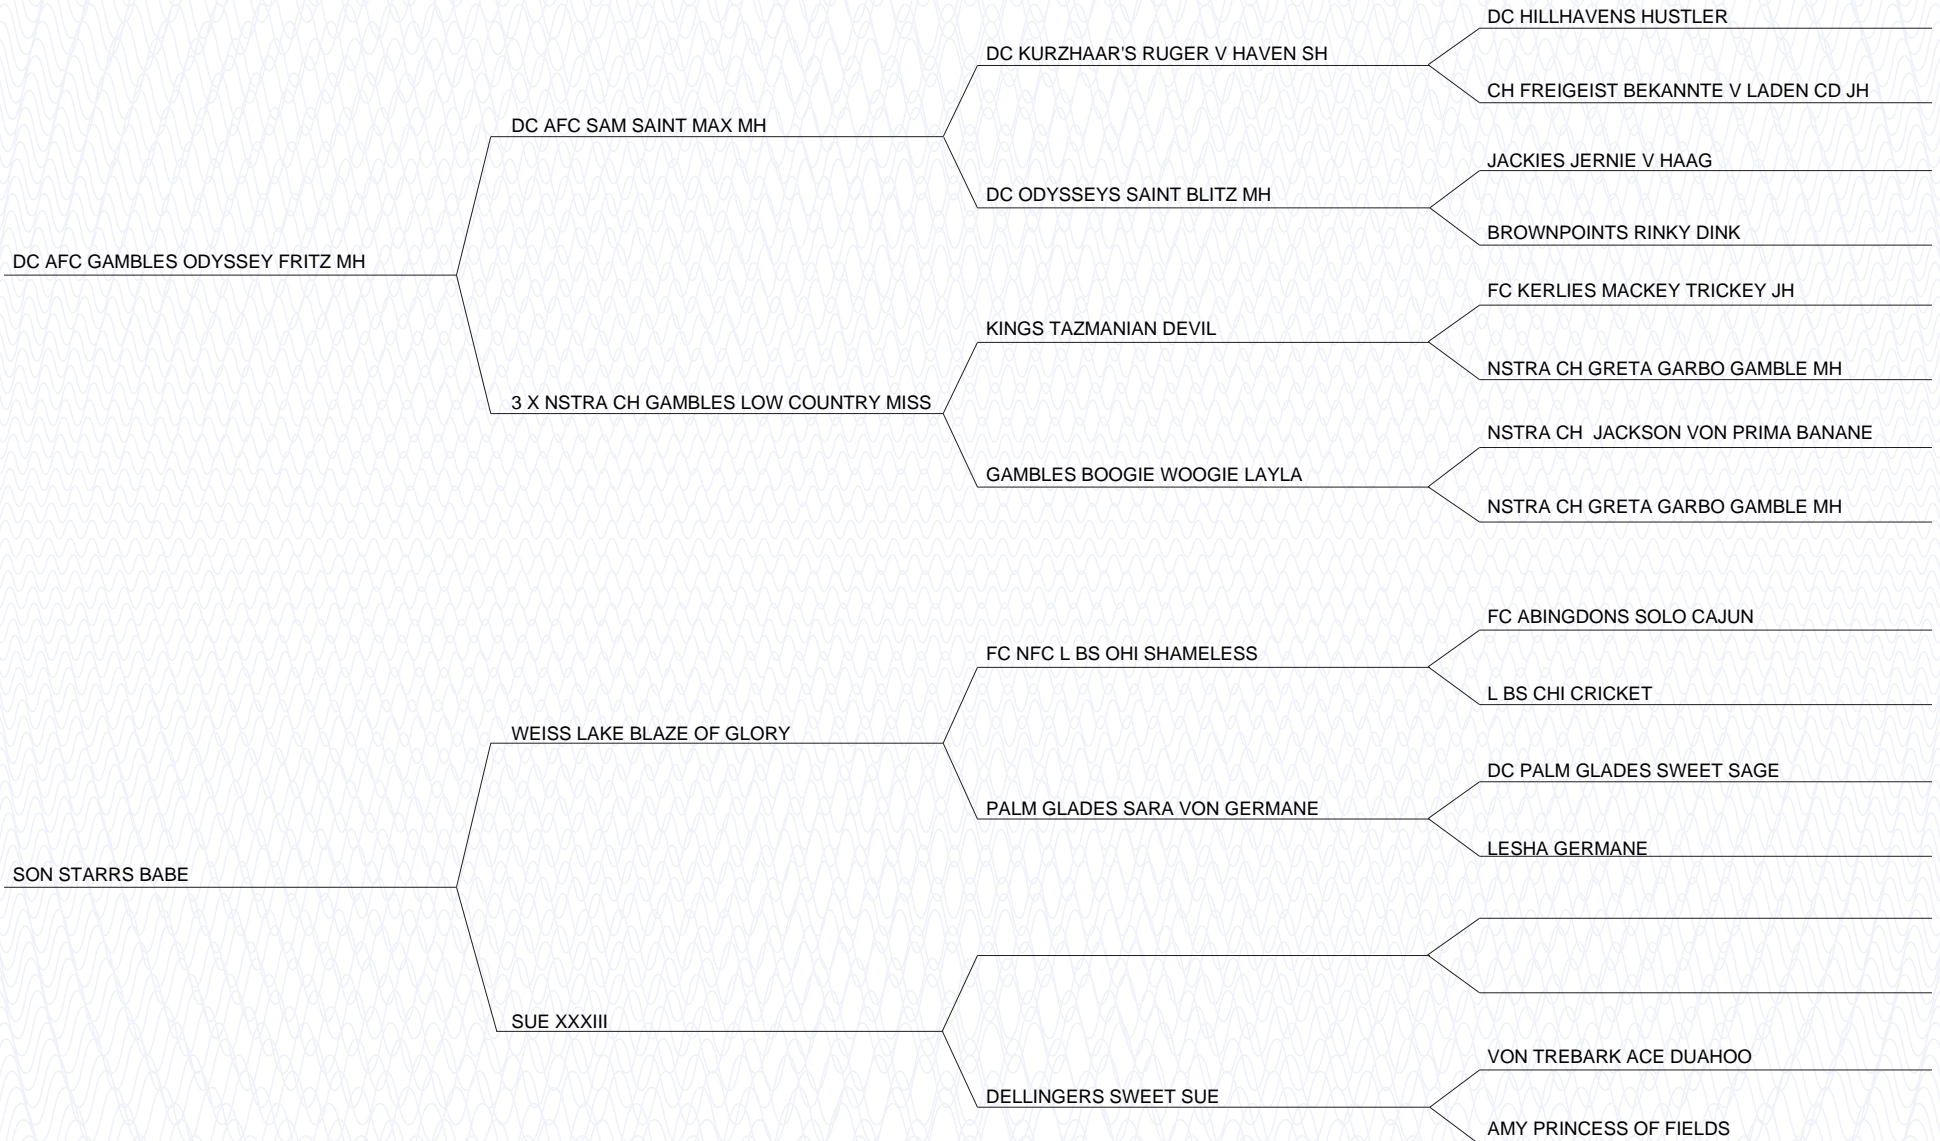 DC HILLHAVENS HUSTLER
DC KURZHAAR'S RUGER V HAVEN SH
CH FREIGEIST BEKANNTE V LADEN CD JH
DC AFC SAM SAINT MAX MH
JACKIES JERNIE V HAAG
DC ODYSSEYS SAINT BLITZ MH
BROWNPOINTS RINKY DINK
DC AFC GAMBLES ODYSSEY FRITZ MH
FC KERLIES MACKEY TRICKEY JH
KINGS TAZMANIAN DEVIL
NSTRA CH GRETA GARBO GAMBLE MH
3 X NSTRA CH GAMBLES LOW COUNTRY MISS
NSTRA CH  JACKSON VON PRIMA BANANE
GAMBLES BOOGIE WOOGIE LAYLA
NSTRA CH GRETA GARBO GAMBLE MH
FC ABINGDONS SOLO CAJUN
FC NFC L BS OHI SHAMELESS
L BS CHI CRICKET
WEISS LAKE BLAZE OF GLORY
DC PALM GLADES SWEET SAGE
PALM GLADES SARA VON GERMANE
LESHA GERMANE
SON STARRS BABE
SUE XXXIII
VON TREBARK ACE DUAHOO
DELLINGERS SWEET SUE
AMY PRINCESS OF FIELDS